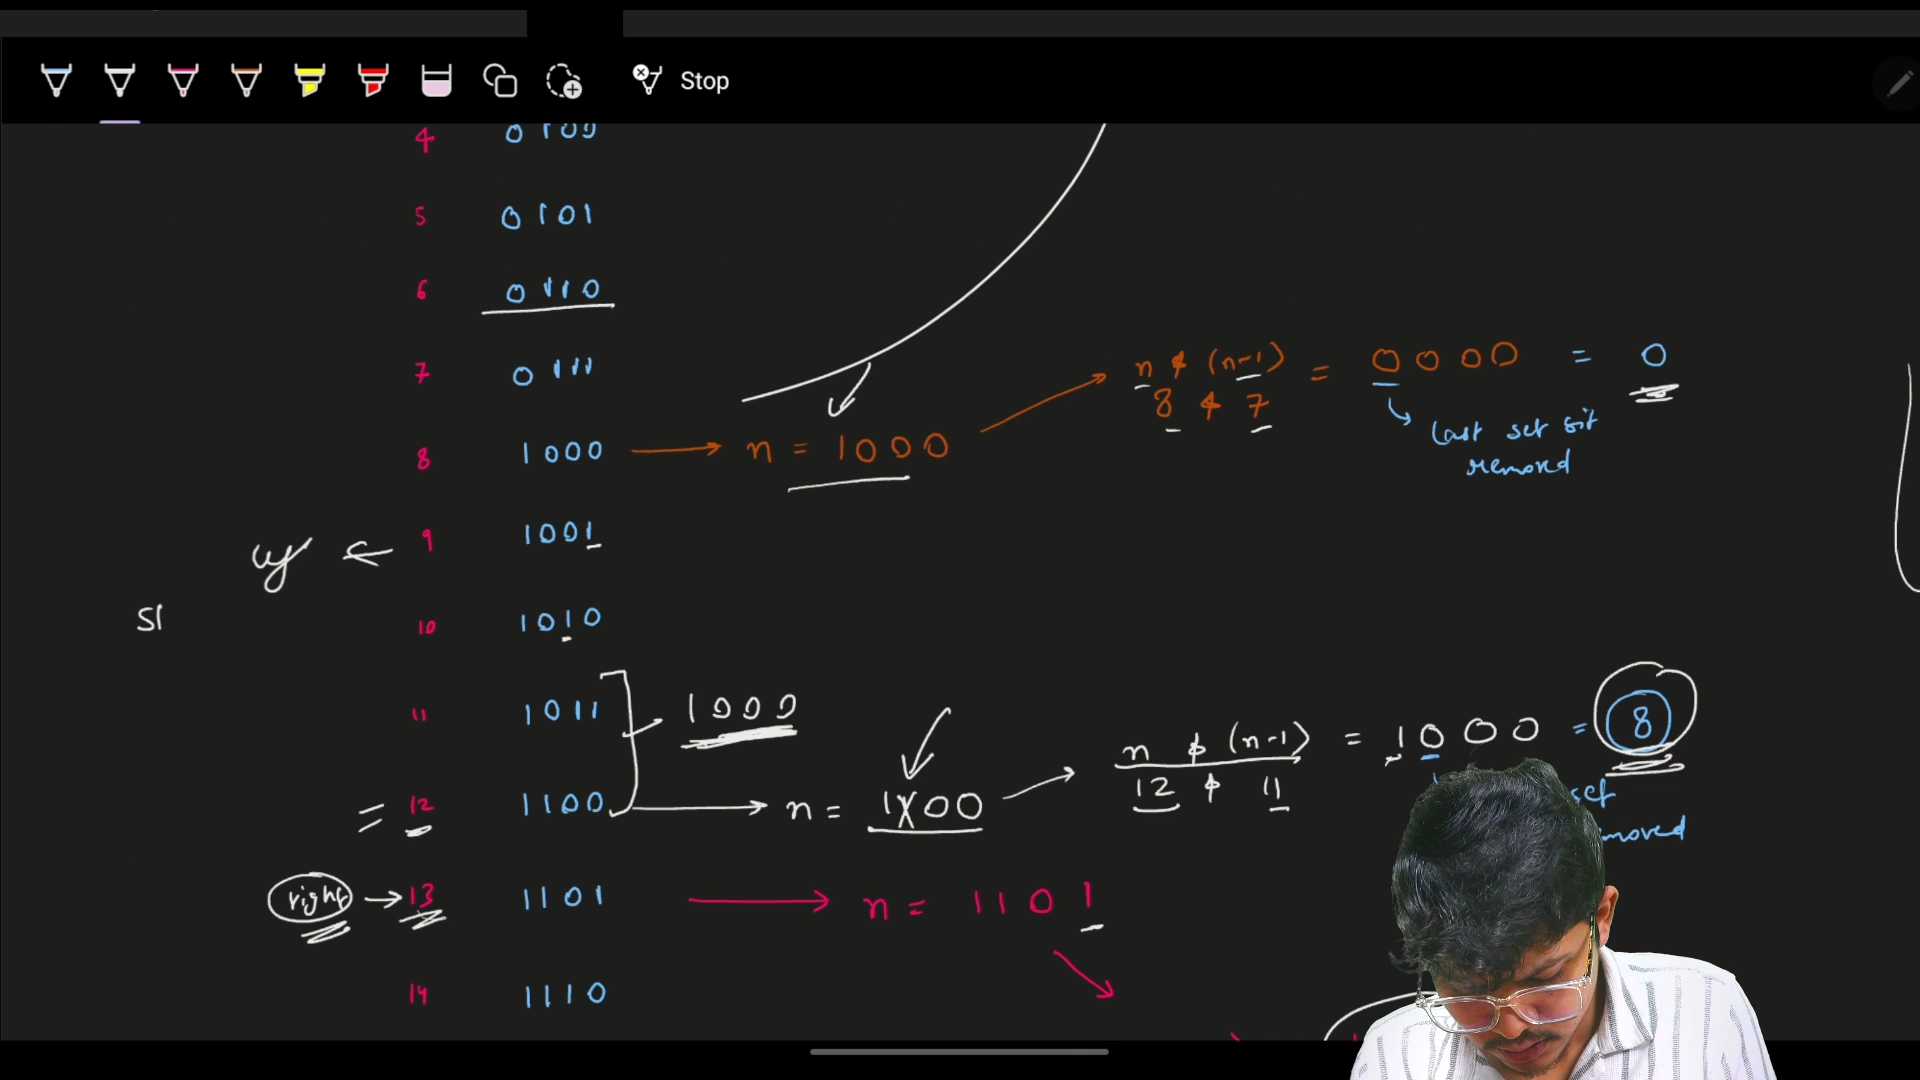 Stop
4 0100
5 0101
6 0110
7 0111
n & (n-1) = 0000 = 0
8 & 7
last set bit
removed
8 1000 → n = 1000
← 9 1001
10 1010
11 1011
1000
n & (n-1) = 1000 = 8
12 & 11
set
= 12 1100 → n = 1100
right → 13 1101 → n = 1101
14 1110